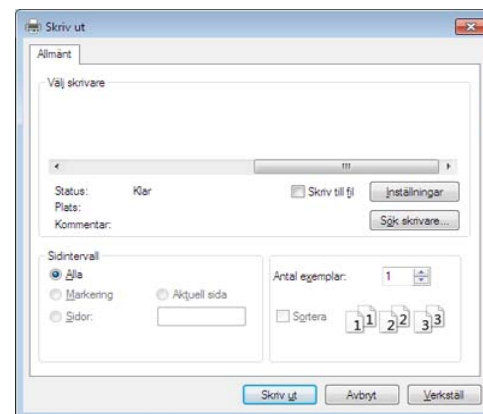 Skriv ut
Allmänt
Välj skrivare
Status: Klar
Plats:
Kommentar:
Skriv till fil
Inställningar
Sök skrivare...
Sidintervall
Alla
Markering
Aktuell sida
Sidor:
Antal exemplar: 1
Sortera
1 1 2 2 3 3
Skriv ut
Avbryt
Verkställ